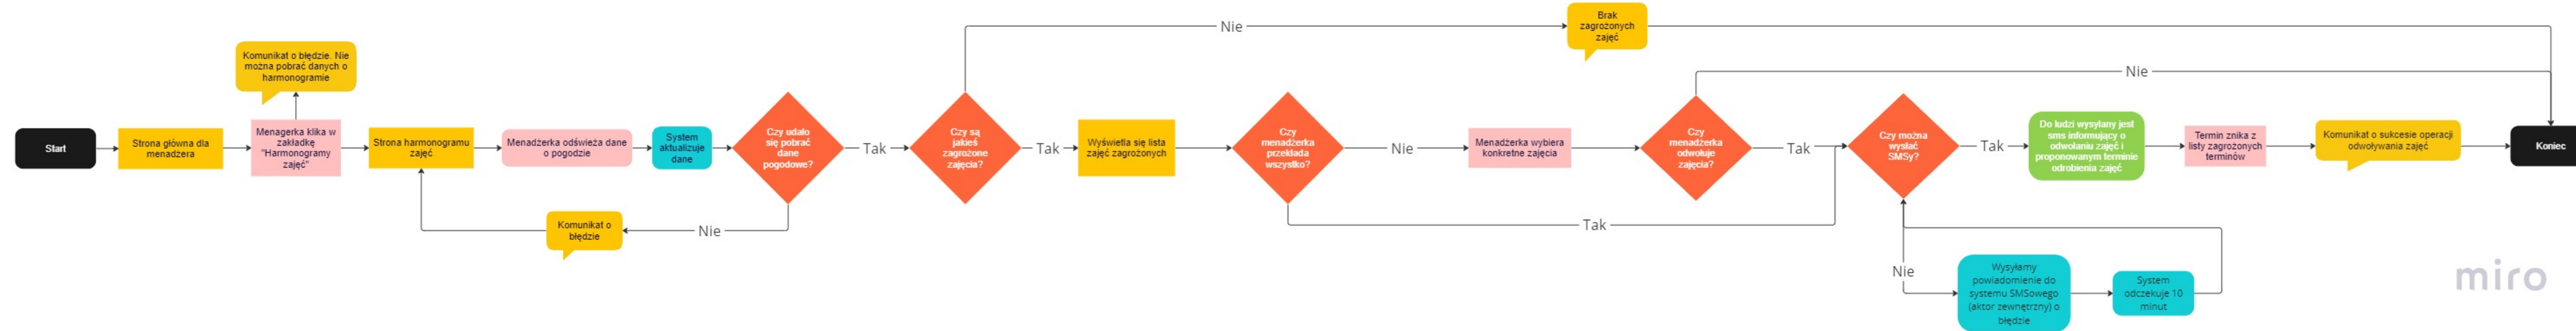 Start
Strona główna dla
menadżera
Komunikat o błędzie. Nie
można pobrać danych o
harmonogramie
Menagerka klika w
zakładkę
"Harmonogramy
zajęć"
Strona harmonogramu
zajęć
Menadżerka odświeża dane
o pogodzie
System
aktualizuje
dane
Czy udało
się pobrać
dane
pogodowe?
Nie
Komunikat o
błędzie
Tak
Czy są
jakieś
zagrożone
zajęcia?
Nie
Brak
zagrożonych
zajęć
Tak
Wyświetla się lista
zajęć zagrożonych
Czy
menadżerka
przekłada
wszystko?
Tak
Nie
Menadżerka wybiera
konkretne zajęcia
Czy
menadżerka
odwołuje
zajęcia?
Nie
Tak
Czy można
wysłać
SMSy?
Nie
Wysyłamy
powiadomienie do
systemu SMSowego
(aktor zewnętrzny) o
błędzie
System
odczekuje 10
minut
Tak
Do ludzi wysyłany jest
sms informujący o
odwołaniu zajęć i
proponowanym terminie
odrobienia zajęć
Termin znika z
listy zagrożonych
terminów
Komunikat o sukcesie operacji
odwoływania zajęć
Koniec
miro